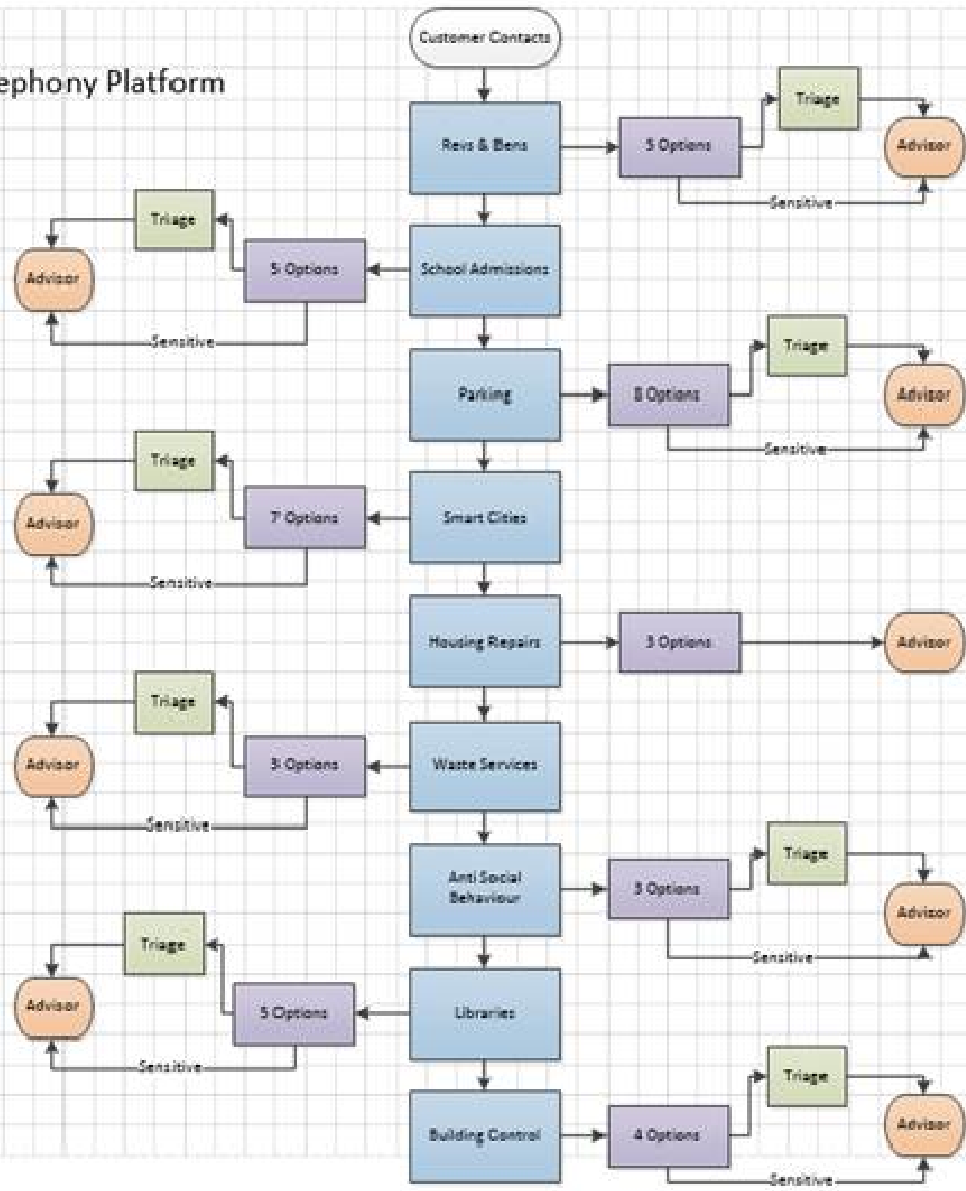 ephony Platform
Customer Contacts
Revs & Bens
5 Options
Triage
Advisor
Sensitive
School Admissions
5 Options
Triage
Advisor
Sensitive
Parking
8 Options
Triage
Advisor
Sensitive
Smart Cities
7 Options
Triage
Advisor
Sensitive
Housing Repairs
3 Options
Advisor
Waste Services
3 Options
Triage
Advisor
Sensitive
Anti Social
Behaviour
3 Options
Triage
Advisor
Sensitive
Libraries
5 Options
Triage
Advisor
Sensitive
Building Control
4 Options
Triage
Advisor
Sensitive